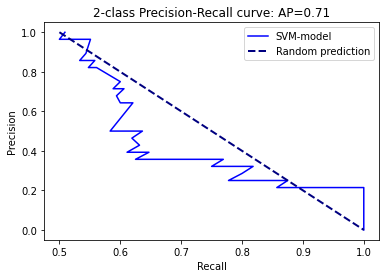 2-class Precision-Recall curve: AP=0.71
SVM-model
Random prediction
Precision
1.0
0.8
0.6
0.4
0.2
0.0
0.5
0.6
0.7
0.8
0.9
1.0
Recall